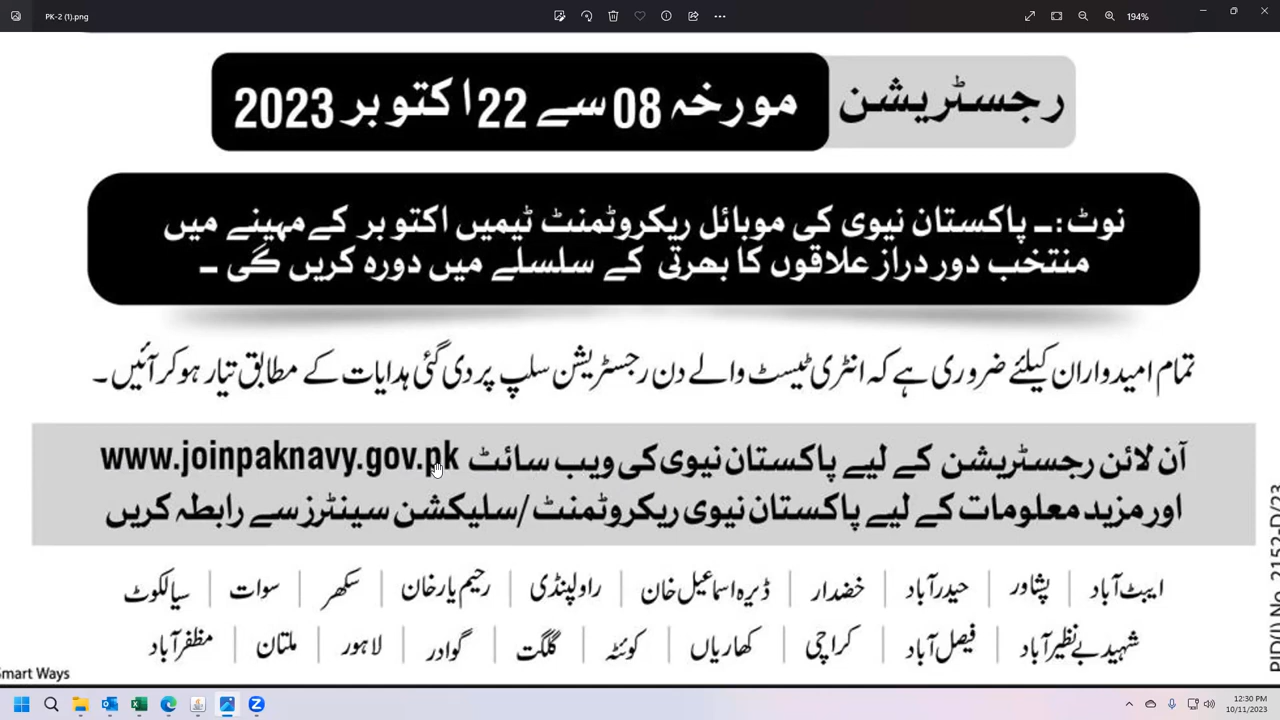 PK-2 (1).png
194%
رجسٹریشن مورخہ 08 سے 22 اکتوبر 2023
نوٹ:۔ پاکستان نیوی کی موبائل ریکروٹمنٹ ٹیمیں اکتوبر کے مہینے میں
منتخب دور دراز علاقوں کا بھرتی کے سلسلے میں دورہ کریں گی ۔
تمام امیدواران کیلئے ضروری ہے کہ انٹری ٹیسٹ والے دن رجسٹریشن سلپ پر دی گئی ہدایات کے مطابق تیار ہو کر آئیں۔
آن لائن رجسٹریشن کے لیے پاکستان نیوی کی ویب سائٹ www.joinpaknavy.gov.pk
اور مزید معلومات کے لیے پاکستان نیوی ریکروٹمنٹ/سلیکشن سینٹرز سے رابطہ کریں
ایبٹ آباد | پشاور | حیدرآباد | خضدار | ڈیرہ اسماعیل خان | راولپنڈی | رحیم یار خان | سکھر | سوات | سیالکوٹ
شہید بے نظیر آباد | فیصل آباد | کراچی | کھاریاں | کوئٹہ | گلگت | گوادر | لاہور | ملتان | مظفرآباد
PID(I) No. 2152-D/23
Smart Ways
12:30 PM
10/11/2023